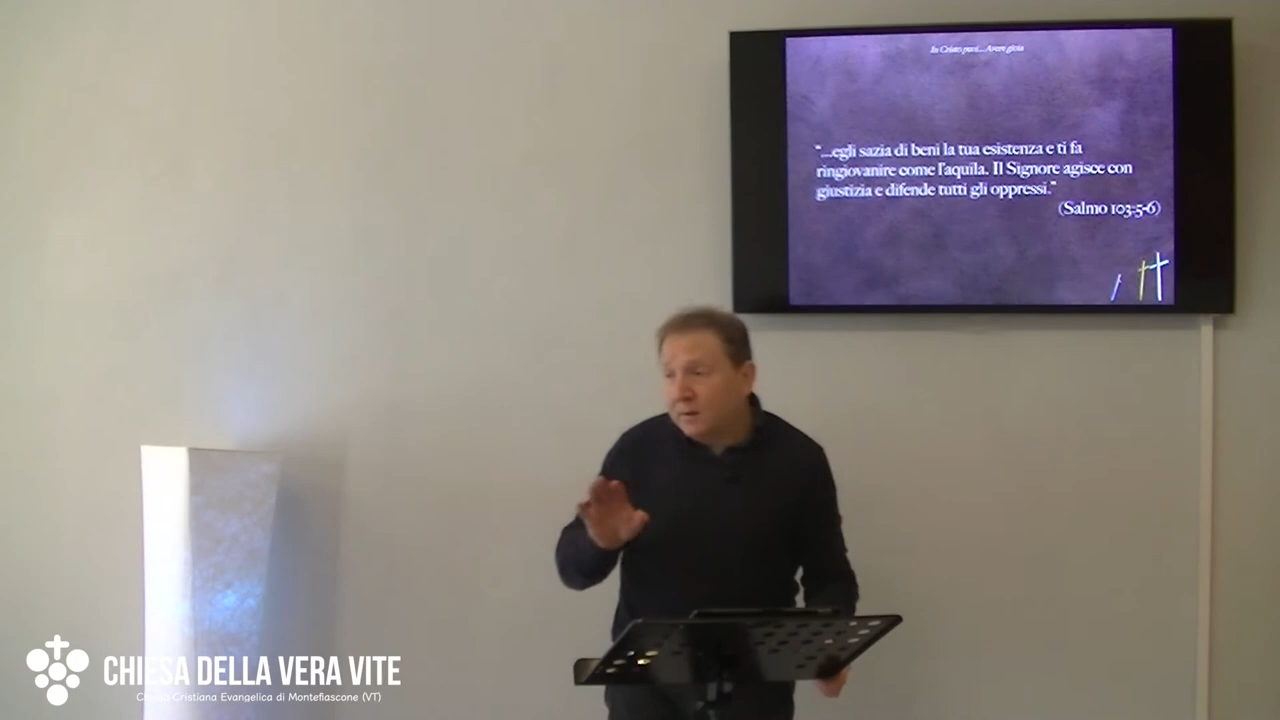 In Cristo puoi... Avere gioia
"...egli sazia di beni la tua esistenza e ti fa
ringiovanire come l'aquila. Il Signore agisce con
giustizia e difende tutti gli oppressi."
(Salmo 103:5-6)
CHIESA DELLA VERA VITE
Chiesa Cristiana Evangelica di Montefiascone (VT)